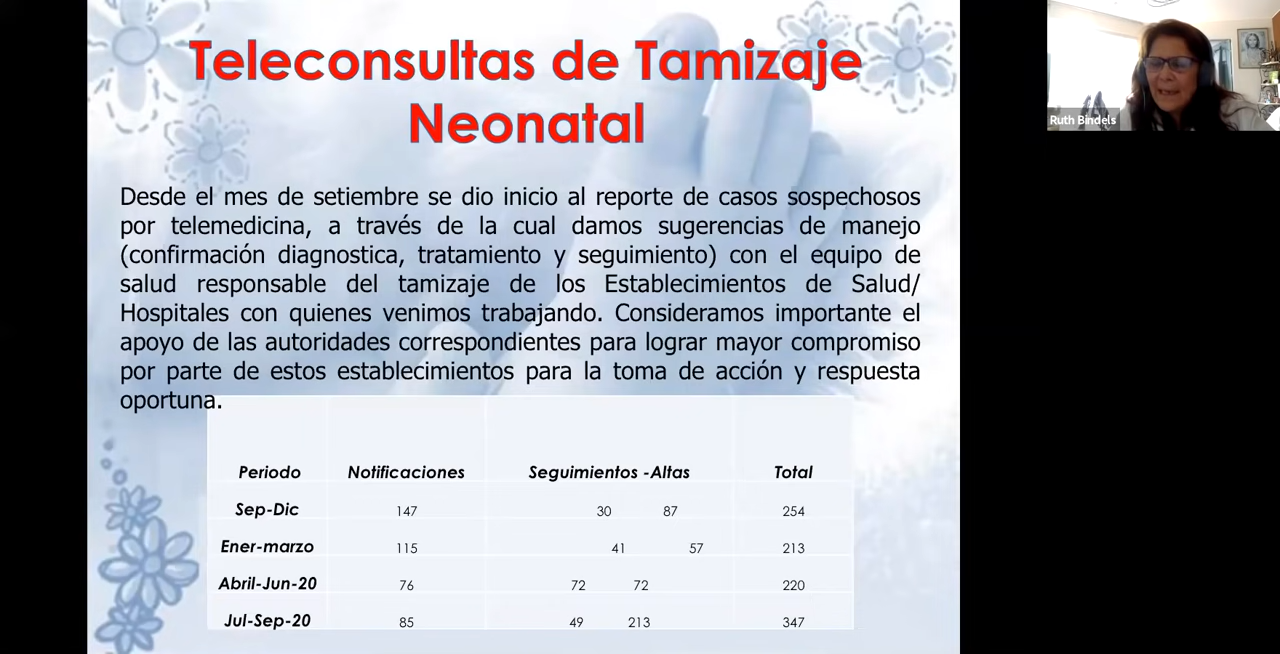 Teleconsultas de Tamizaje
Neonatal
Desde el mes de setiembre se dio inicio al reporte de casos sospechosos
por telemedicina, a través de la cual damos sugerencias de manejo
(confirmación diagnostica, tratamiento y seguimiento) con el equipo de
salud responsable del tamizaje de los Establecimientos de Salud/
Hospitales con quienes venimos trabajando. Consideramos importante el
apoyo de las autoridades correspondientes para lograr mayor compromiso
por parte de estos establecimientos para la toma de acción y respuesta
oportuna.
Periodo Notificaciones Seguimientos -Altas Total
Sep-Dic 147 30 87 254
Ener-marzo 115 41 57 213
Abril-Jun-20 76 72 72 220
Jul-Sep-20 85 49 213 347
Ruth Bindels